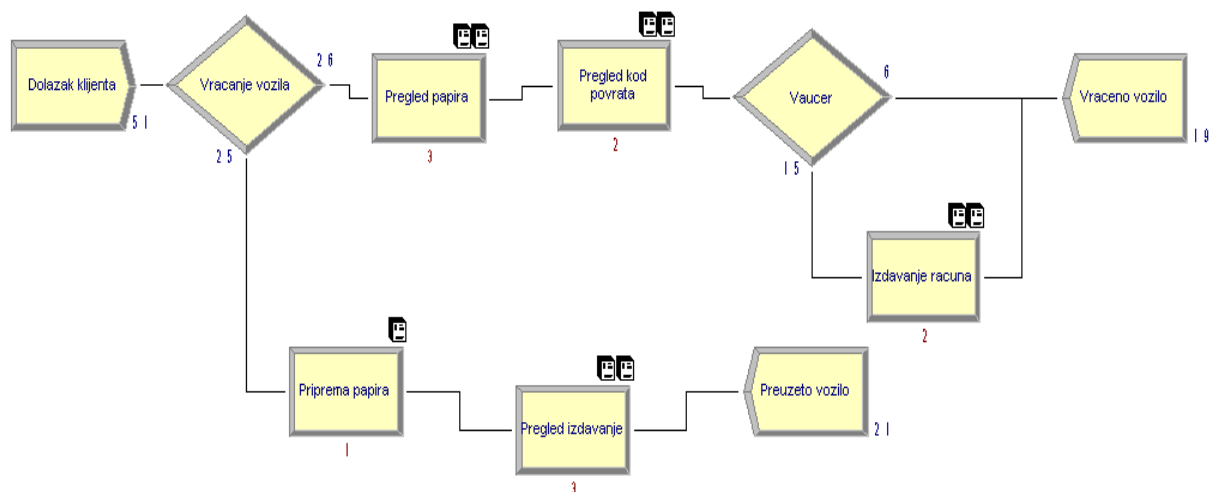 Dolazak klijenta
5 1
Vracanje vozila
2 6
2 5
Pregled papira
3
Pregled kod
povrata
2
Vaucer
6
1 5
Izdavanje racuna
2
Vraceno vozilo
1 9
Priprema papira
1
Pregled izdavanje
3
Preuzeto vozilo
2 1